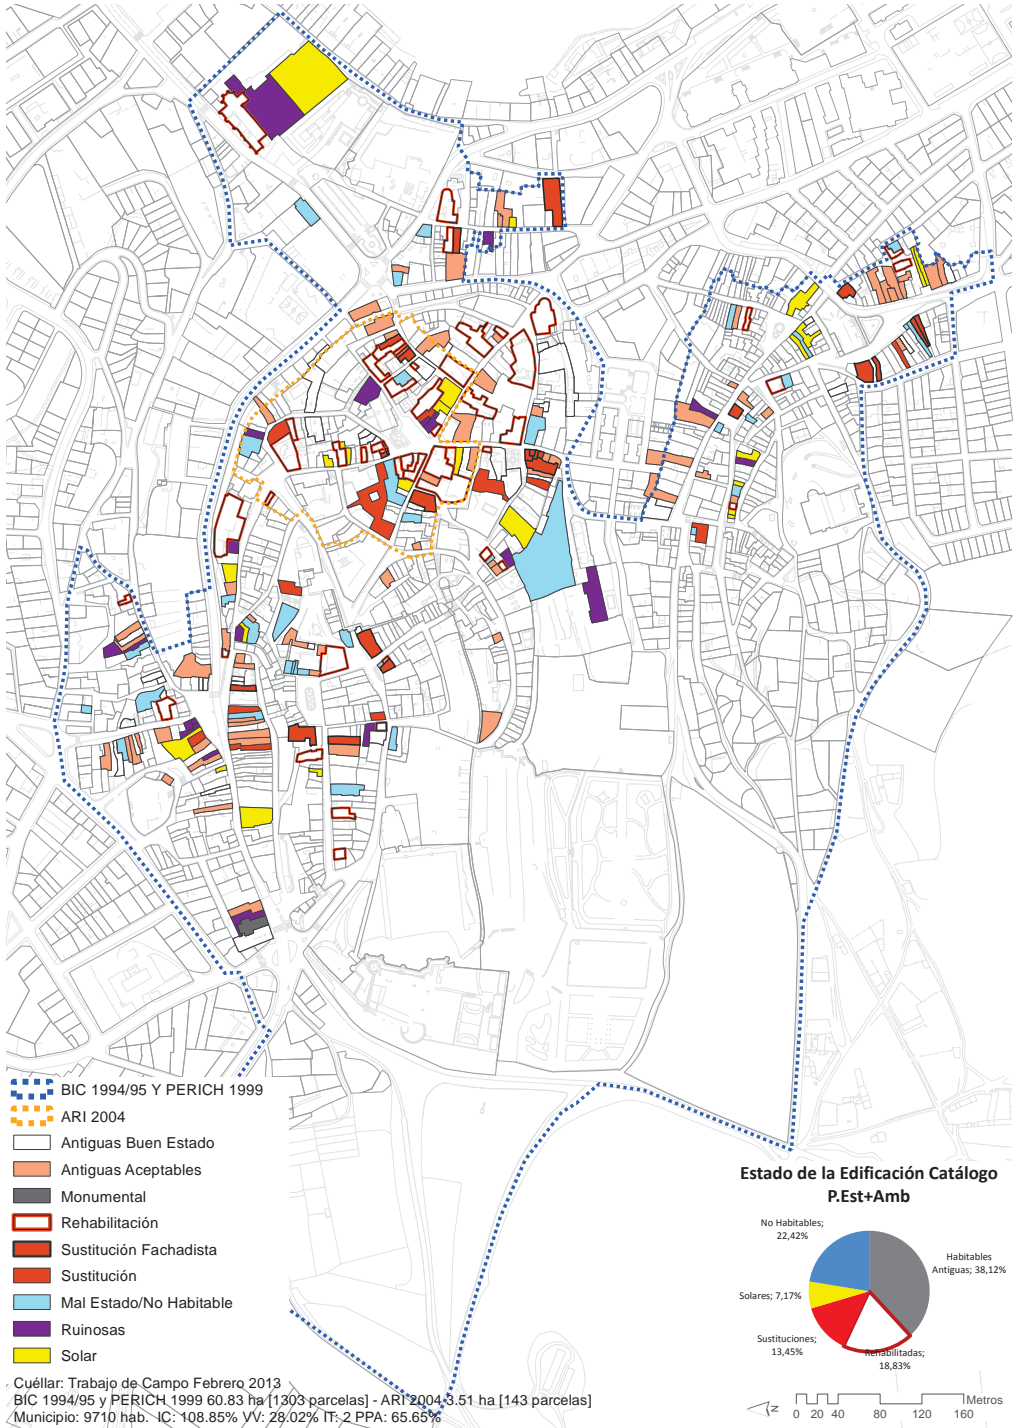 BIC 1994/95 Y PERICH 1999
ARI 2004
Antiguas Buen Estado
Antiguas Aceptables
Monumental
Rehabilitación
Sustitución Fachadista
Sustitución
Mal Estado/No Habitable
Ruinosas
Solar
Cuéllar: Trabajo de Campo Febrero 2013
BIC 1994/95 y PERICH 1999 60.83 ha [1303 parcelas] - ARI 2004 3.51 ha [143 parcelas]
Municipio: 9710 hab. IC: 108.85% VV: 28.02% IT: 2 PPA: 65.65%
Estado de la Edificación Catálogo
P.Est+Amb
No Habitables;
22,42%
Habitables
Antiguas; 38,12%
Solares; 7,17%
Sustituciones;
13,45%
Rehabilitadas;
18,83%
N
Metros
0 20 40 80 120 160